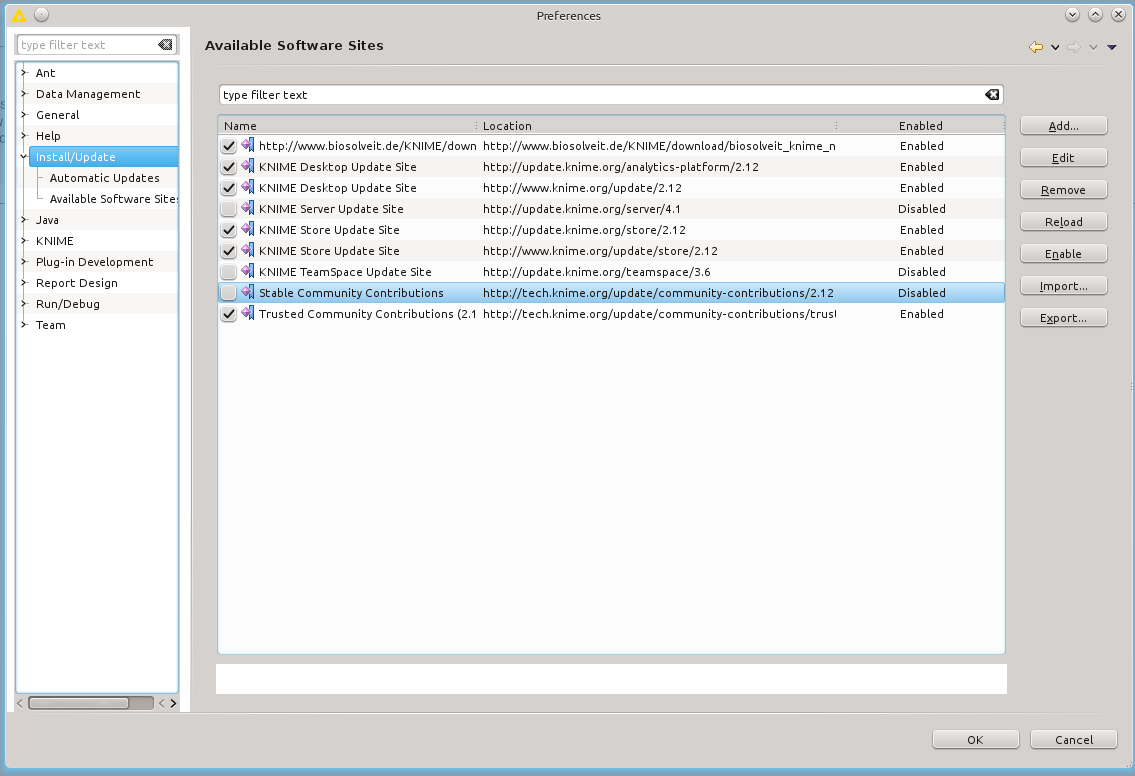 Preferences
type filter text
Available Software Sites
Ant
Data Management
General
Help
Install/Update
Automatic Updates
Available Software Sites
Java
KNIME
Plug-in Development
Report Design
Run/Debug
Team
type filter text
Name Location Enabled
http://www.biosolveit.de/KNIME/down http://www.biosolveit.de/KNIME/download/biosolveit_knime_n Enabled
KNIME Desktop Update Site http://update.knime.org/analytics-platform/2.12 Enabled
KNIME Desktop Update Site http://www.knime.org/update/2.12 Enabled
KNIME Server Update Site http://update.knime.org/server/4.1 Disabled
KNIME Store Update Site http://update.knime.org/store/2.12 Enabled
KNIME Store Update Site http://www.knime.org/update/store/2.12 Enabled
KNIME TeamSpace Update Site http://update.knime.org/teamspace/3.6 Disabled
Stable Community Contributions http://tech.knime.org/update/community-contributions/2.12 Disabled
Trusted Community Contributions (2.1 http://tech.knime.org/update/community-contributions/trust Enabled
Add...
Edit
Remove
Reload
Enable
Import...
Export...
OK
Cancel